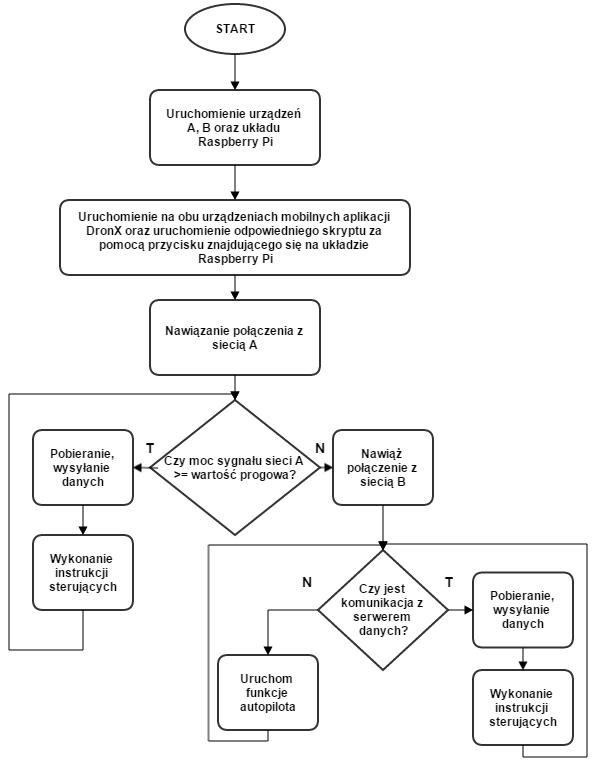 START
Uruchomienie urządzeń
A, B oraz układu
Raspberry Pi
Uruchomienie na obu urządzeniach mobilnych aplikacji
DronX oraz uruchomienie odpowiedniego skryptu za
pomocą przycisku znajdującego się na układzie
Raspberry Pi
Nawiązanie połączenia z
siecią A
Czy moc sygnału sieci A
>= wartość progowa?
T
N
Pobieranie,
wysyłanie
danych
Wykonanie
instrukcji
sterujących
Nawiąż
połączenie z
siecią B
Czy jest
komunikacja z
serwerem
danych?
N
T
Uruchom
funkcje
autopilota
Pobieranie,
wysyłanie
danych
Wykonanie
instrukcji
sterujących